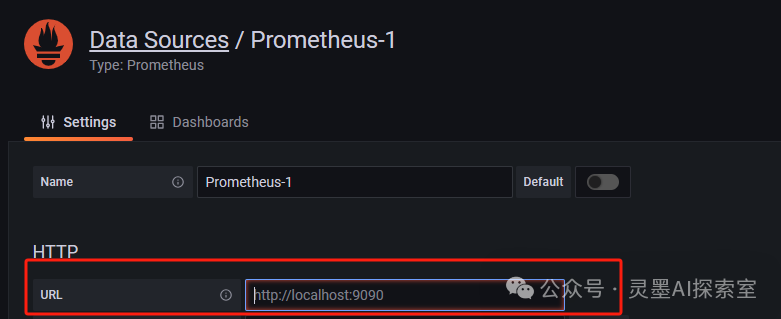 Data Sources / Prometheus-1
Type: Prometheus
Settings
Dashboards
Name
Prometheus-1
Default
HTTP
URL
http://localhost:9090
公众号 · 灵墨AI探索室